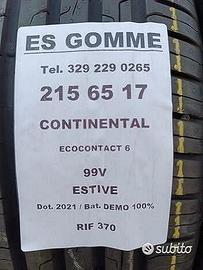 ES GOMME
Tel. 329 229 0265
215 65 17
CONTINENTAL
ECOCONTACT 6
99V
ESTIVE
Dot. 2021 / Bat. DEMO 100%
RIF 370
subito